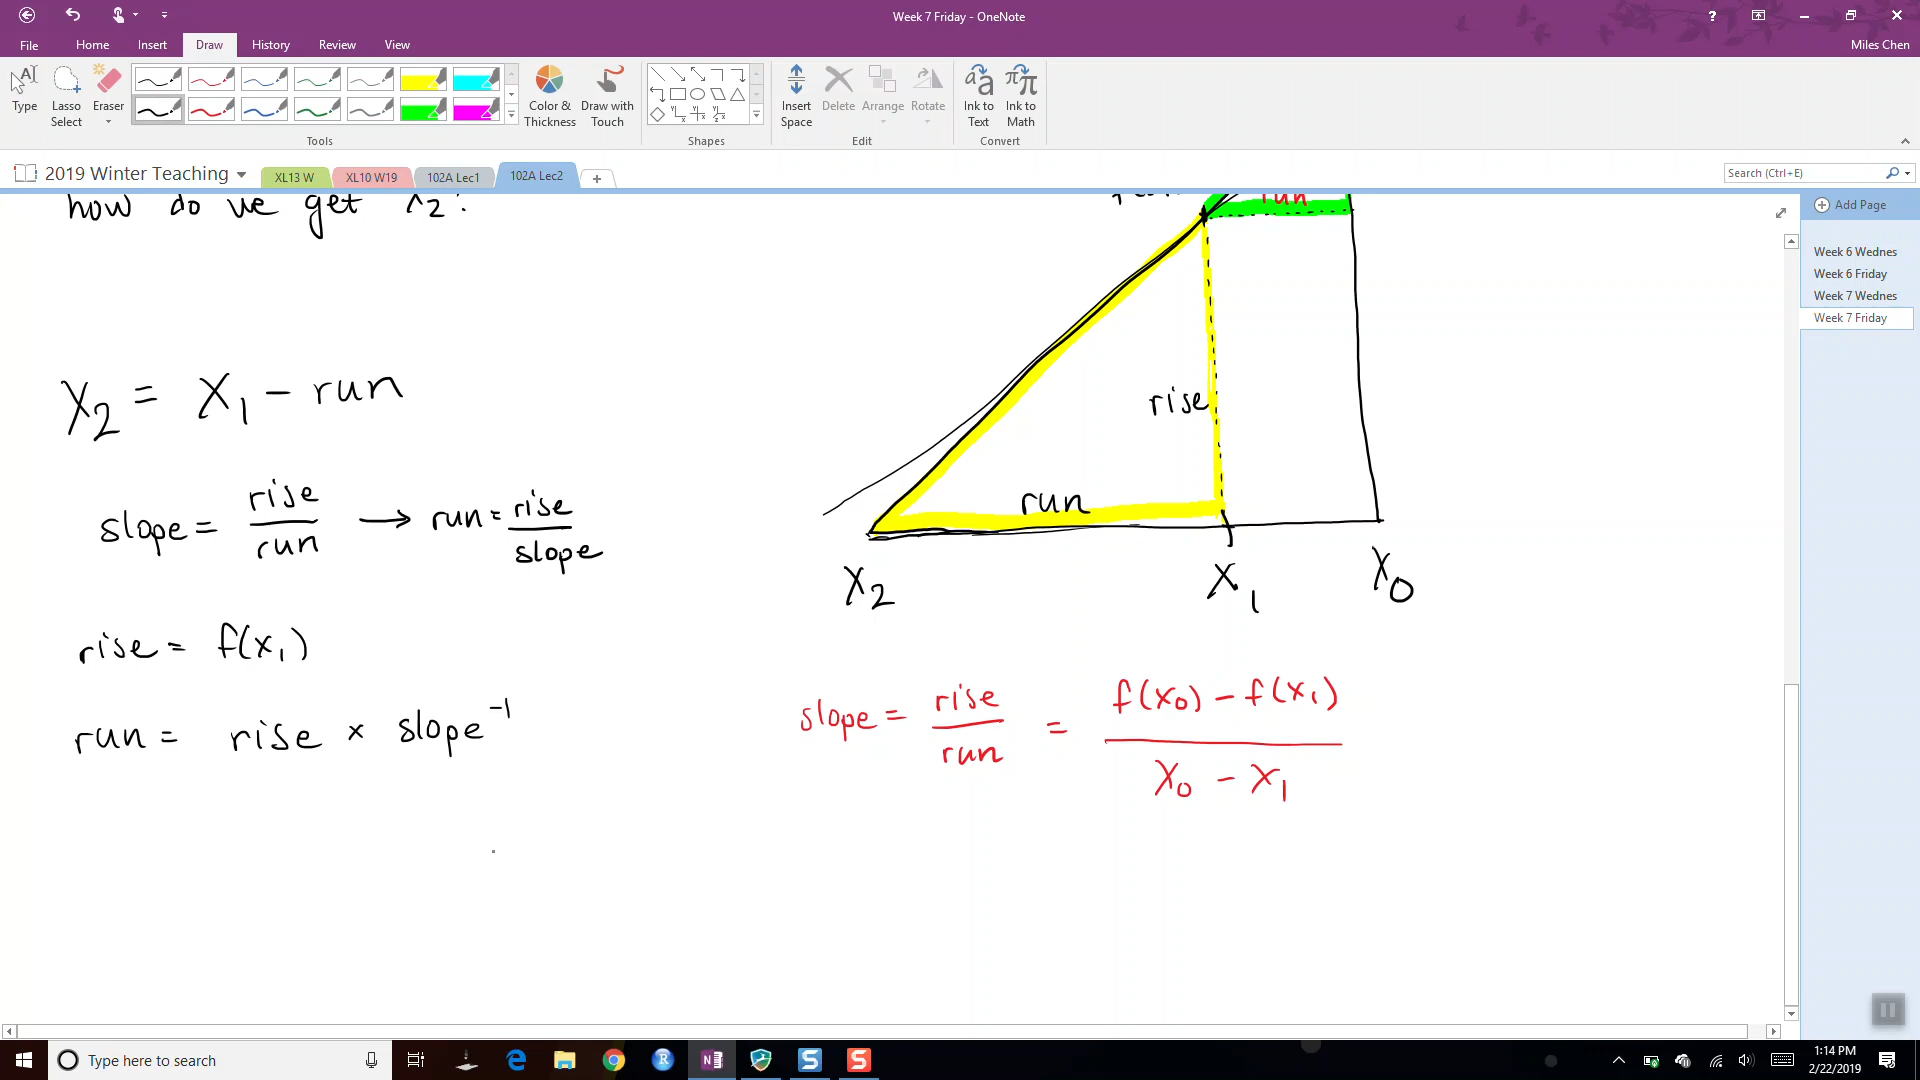 Week 7 Friday - OneNote
File Home Insert Draw History Review View
Miles Chen
Type Lasso Select Eraser
Color & Thickness Draw with Touch
Insert Space Delete Arrange Rotate
Ink to Text Ink to Math
Tools Shapes Edit Convert
2019 Winter Teaching XL13 W XL10 W19 102A Lec1 102A Lec2
Search (Ctrl+E)
Add Page
Week 6 Wednes
Week 6 Friday
Week 7 Wednes
Week 7 Friday
how do we get x₂?
run
x₂ = x₁ - run
slope = rise/run → run = rise/slope
rise = f(x₁)
run = rise × slope⁻¹
rise
run
x₂ x₁ x₀
slope = rise/run = f(x₀) - f(x₁) / x₀ - x₁
Type here to search
1:14 PM
2/22/2019